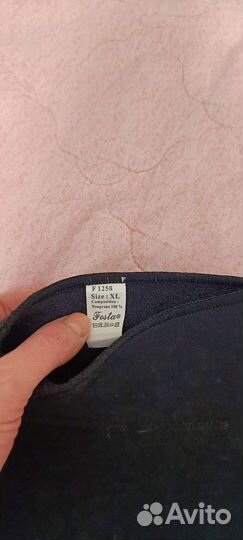 F 1258
Size : XL
Composition :
Neoprene 100 %
Fosta®
Avito